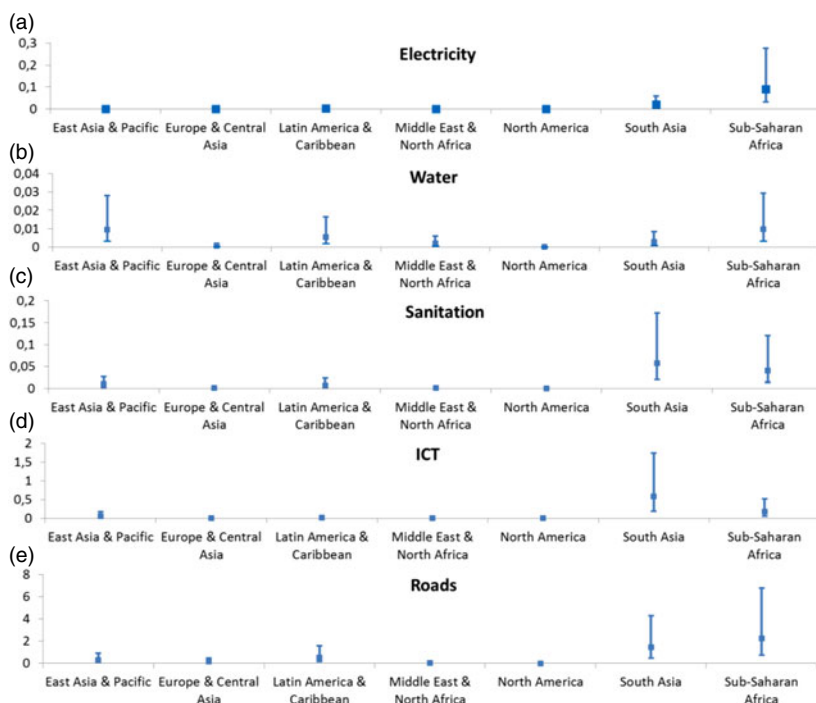 (a)
0,3
0,2
0,1
0
Electricity
East Asia & Pacific Europe & Central Latin America & Middle East & North America South Asia Sub-Saharan
Asia Caribbean North Africa Africa
(b)
0,04
0,03
0,02
0,01
0
Water
East Asia & Pacific Europe & Central Latin America & Middle East & North America South Asia Sub-Saharan
Asia Caribbean North Africa Africa
(c)
0,2
0,15
0,1
0,05
0
Sanitation
East Asia & Pacific Europe & Central Latin America & Middle East & North America South Asia Sub-Saharan
Asia Caribbean North Africa Africa
(d)
2
1,5
1
0,5
0
ICT
East Asia & Pacific Europe & Central Latin America & Middle East & North America South Asia Sub-Saharan
Asia Caribbean North Africa Africa
(e)
8
6
4
2
0
Roads
East Asia & Pacific Europe & Central Latin America & Middle East & North America South Asia Sub-Saharan
Asia Caribbean North Africa Africa